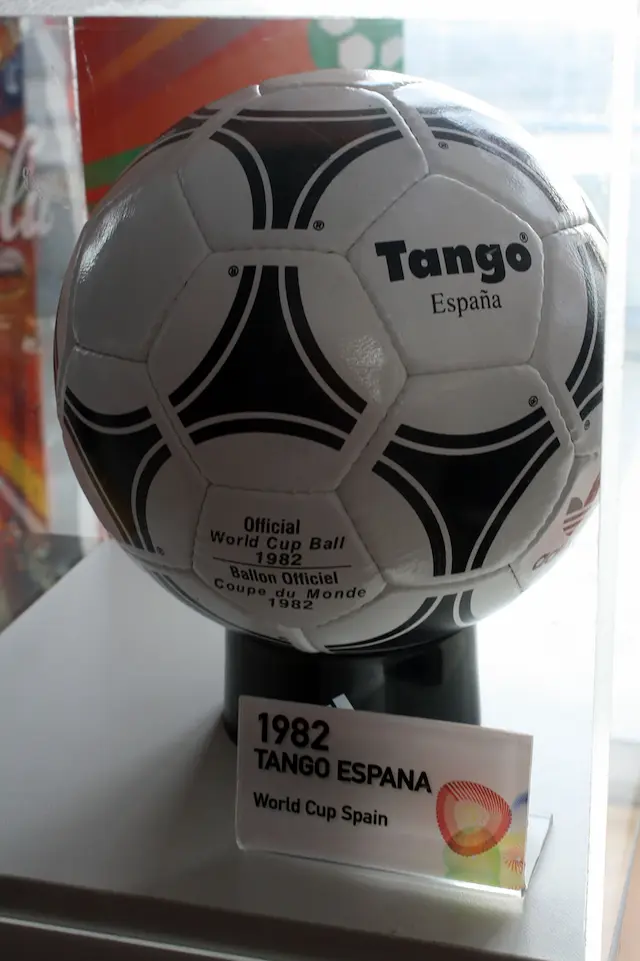 Tango®
España
Official
World Cup Ball
1982
Ballon Officiel
Coupe du Monde
1982
1982
TANGO ESPANA
World Cup Spain